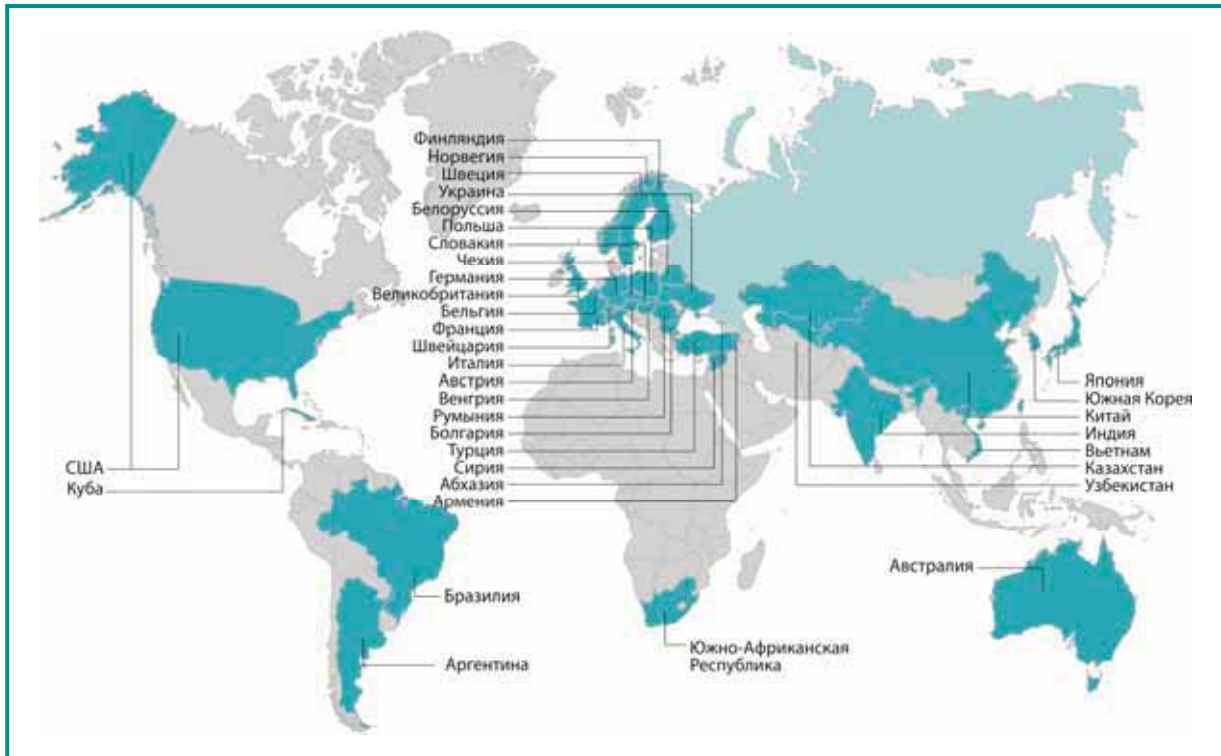 Финляндия
Норвегия
Швеция
Украина
Белоруссия
Польша
Словакия
Чехия
Германия
Великобритания
Бельгия
Франция
Швейцария
Италия
Австрия
Венгрия
Румыния
Болгария
Турция
Сирия
Абхазия
Армения
США
Куба
Бразилия
Аргентина
Южно-Африканская
Республика
Япония
Южная Корея
Китай
Индия
Вьетнам
Казахстан
Узбекистан
Австралия